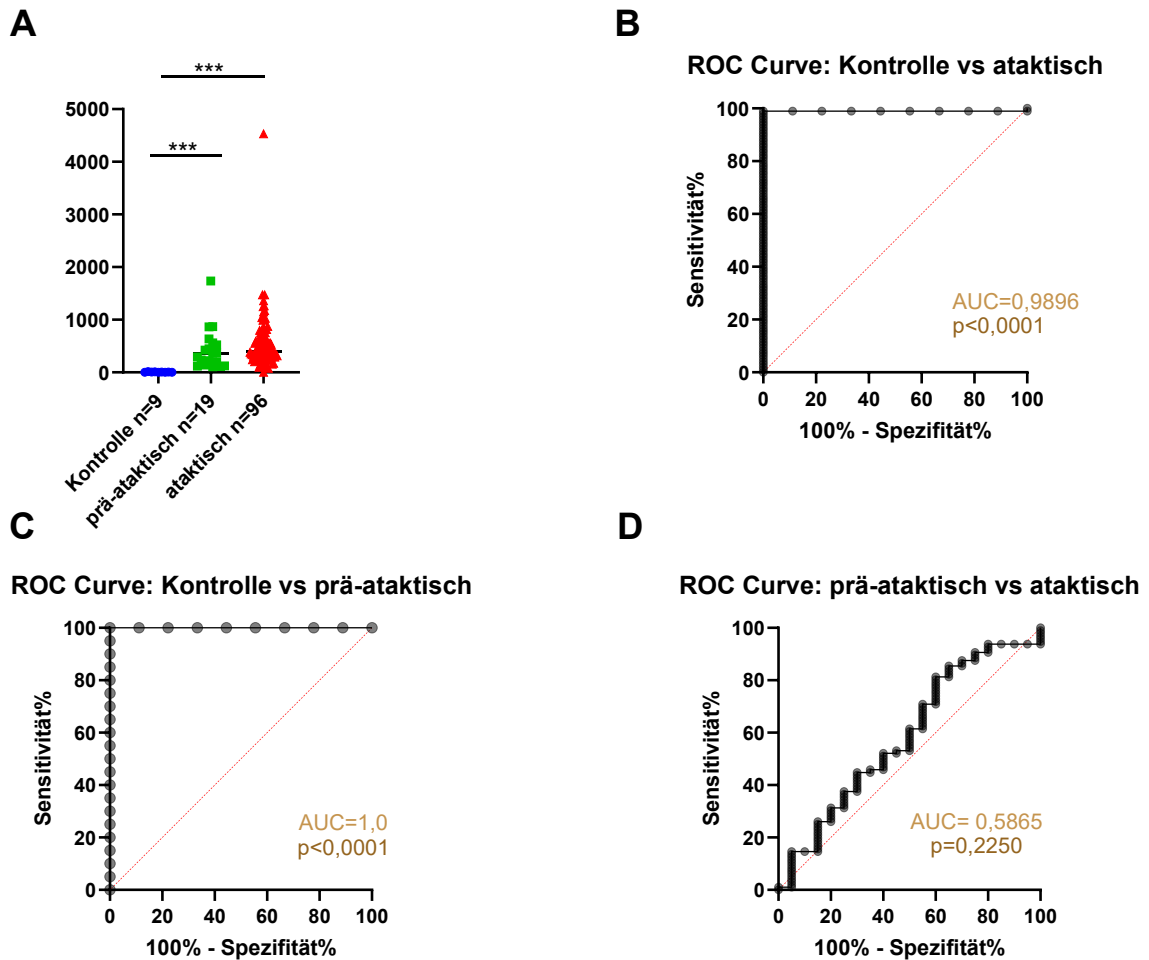 A
***
***
5000
4000
3000
2000
1000
0
Kontrolle n=9
prä-ataktisch n=19
ataktisch n=96
B
ROC Curve: Kontrolle vs ataktisch
Sensitivität%
100
80
60
40
20
0
AUC=0,9896
p<0,0001
0 20 40 60 80 100
100% - Spezifität%
C
ROC Curve: Kontrolle vs prä-ataktisch
Sensitivität%
100
80
60
40
20
0
AUC=1,0
p<0,0001
0 20 40 60 80 100
100% - Spezifität%
D
ROC Curve: prä-ataktisch vs ataktisch
Sensitivität%
100
80
60
40
20
0
AUC= 0,5865
p=0,2250
0 20 40 60 80 100
100% - Spezifität%